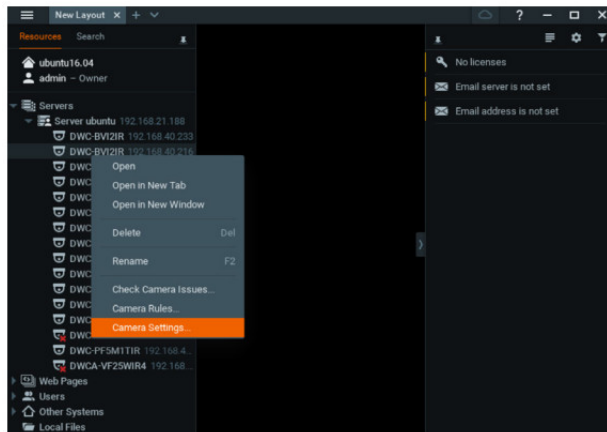 New Layout
Resources Search
ubuntu16.04
admin – Owner
Servers
Server ubuntu 192.168.21.188
DWC-BVI2IR 192.168.40.233
DWC-BVI2IR 192.168.40.216
DWC
Open
DWC
Open in New Tab
DWC
Open in New Window
DWC
DWC
Delete Del
DWC
DWC
Rename F2
DWC
DWC
Check Camera Issues...
DWC
Camera Rules...
DWC
Camera Settings...
DWC
DWC-PF5M1TIR 192.168.4...
DWCA-VF25WIR4 192.168...
Web Pages
Users
Other Systems
Local Files
?
No licenses
Email server is not set
Email address is not set